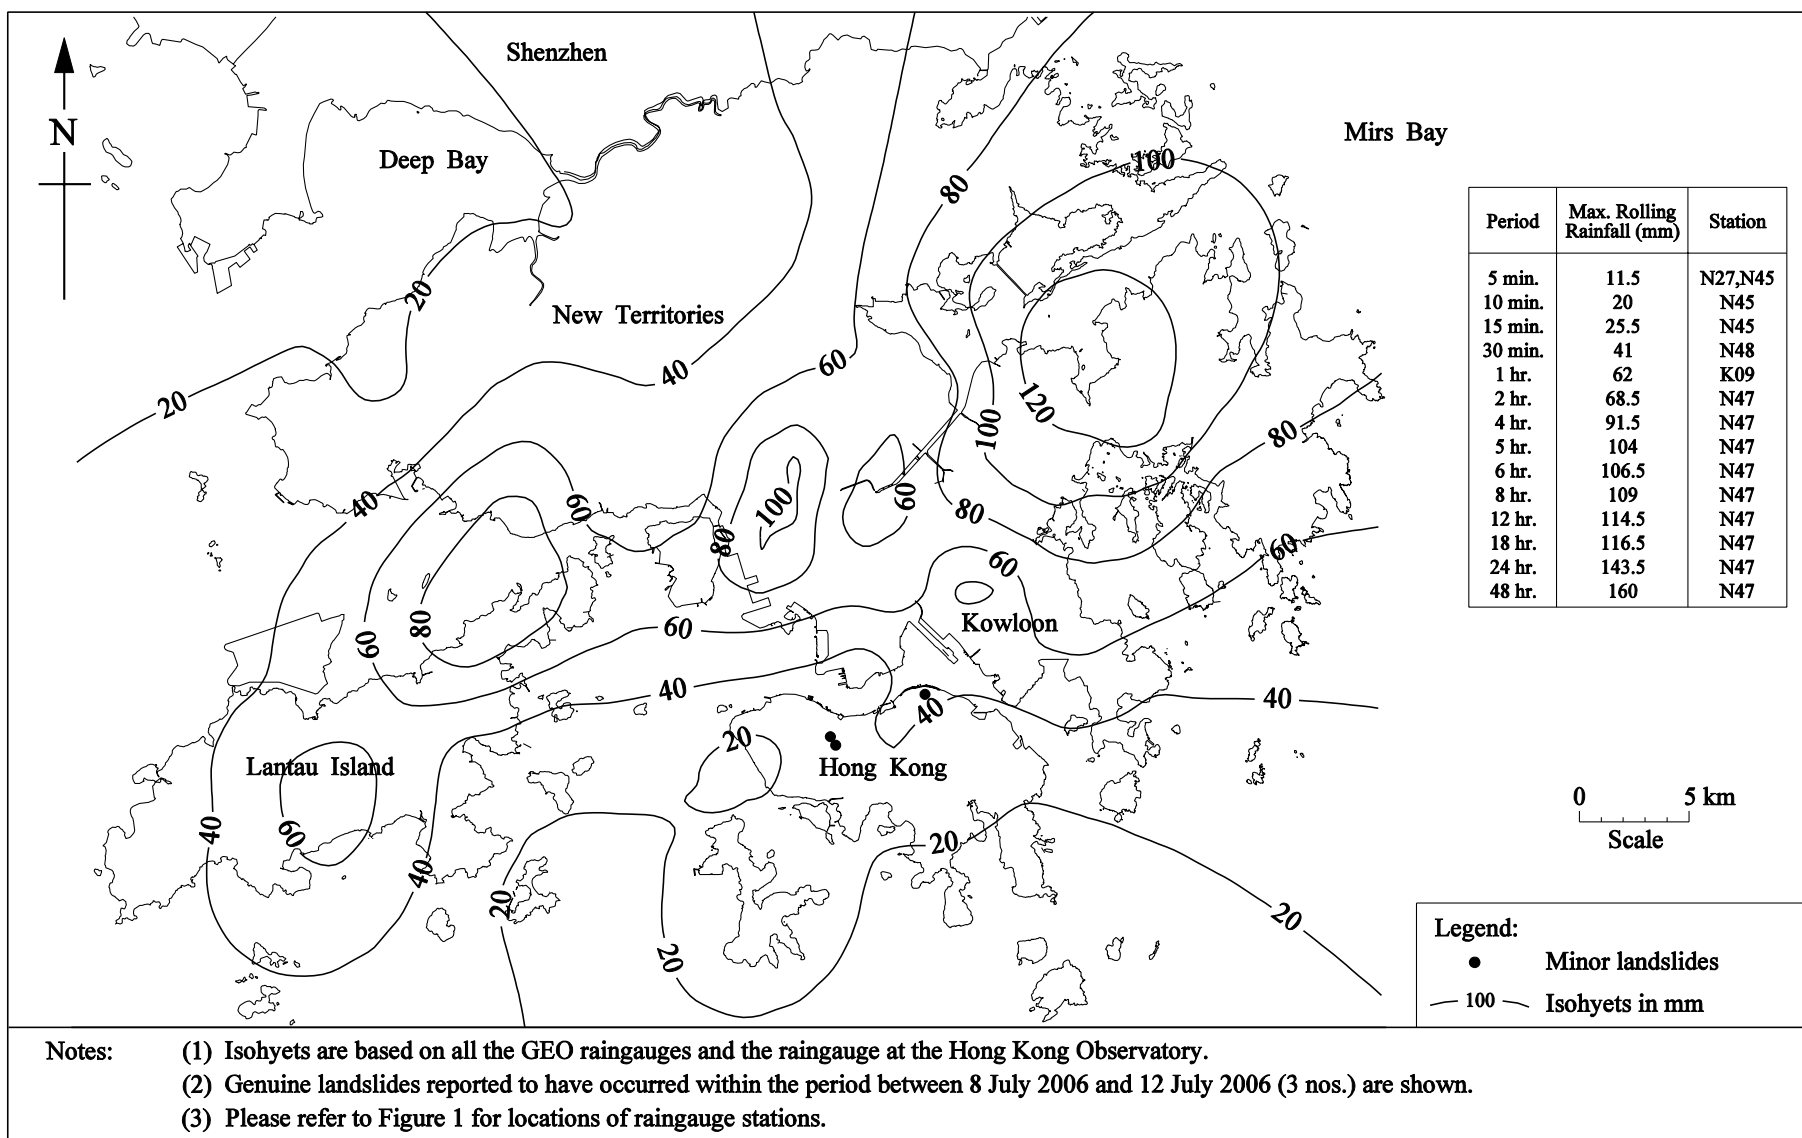 Shenzhen
N
Deep Bay
Mirs Bay
100
80
20
New Territories
60
40
20
120
100
80
40
60
100
60
80
80
60
60
80
60
60
Kowloon
40
40
40
20
Lantau Island
Hong Kong
40
60
40
20
20
20
20
Period Max. Rolling Rainfall (mm) Station
5 min. 11.5 N27,N45
10 min. 20 N45
15 min. 25.5 N45
30 min. 41 N48
1 hr. 62 K09
2 hr. 68.5 N47
4 hr. 91.5 N47
5 hr. 104 N47
6 hr. 106.5 N47
8 hr. 109 N47
12 hr. 114.5 N47
18 hr. 116.5 N47
24 hr. 143.5 N47
48 hr. 160 N47
0 5 km
Scale
Legend:
Minor landslides
100 Isohyets in mm
Notes: (1) Isohyets are based on all the GEO raingauges and the raingauge at the Hong Kong Observatory.
(2) Genuine landslides reported to have occurred within the period between 8 July 2006 and 12 July 2006 (3 nos.) are shown.
(3) Please refer to Figure 1 for locations of raingauge stations.